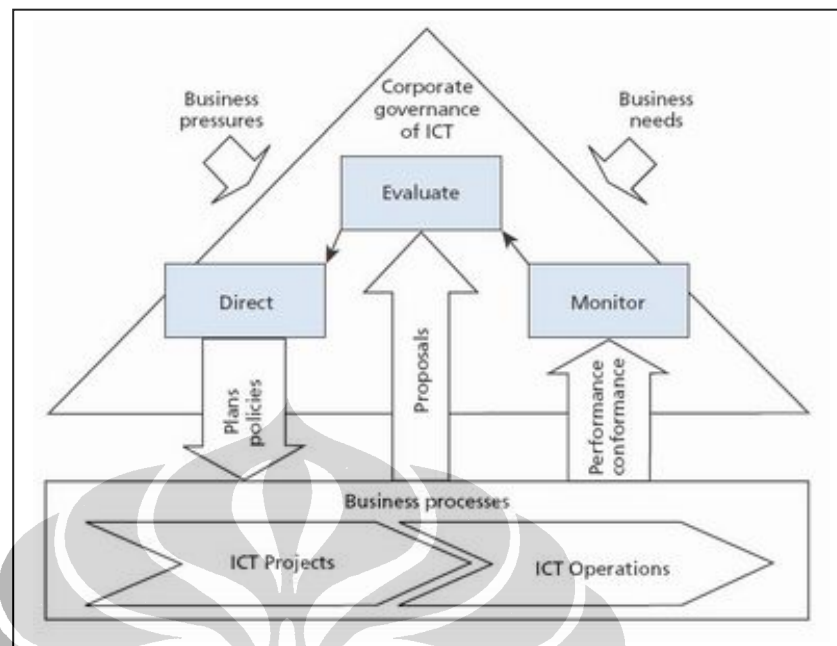 Corporate
governance
of ICT
Business
pressures
Business
needs
Evaluate
Direct
Monitor
Plans
policies
Proposals
Performance
conformance
Business processes
ICT Projects
ICT Operations